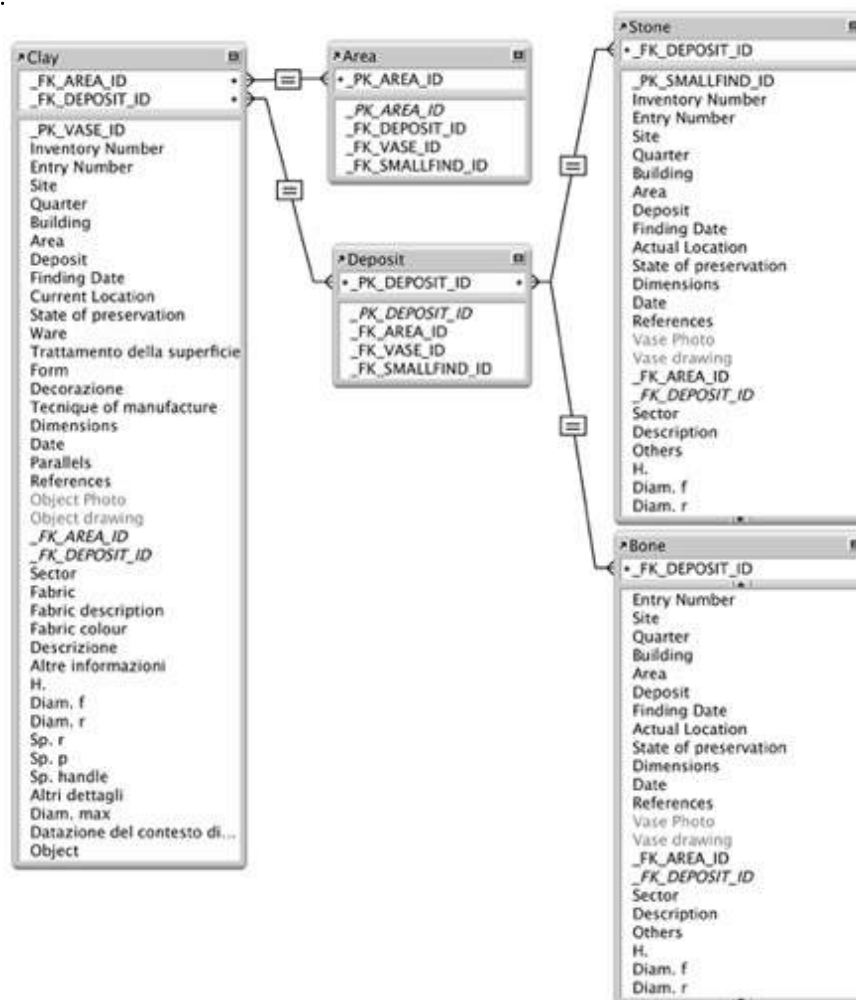 .
Clay
_FK_AREA_ID
_FK_DEPOSIT_ID
_PK_VASE_ID
Inventory Number
Entry Number
Site
Quarter
Building
Area
Deposit
Finding Date
Current Location
State of preservation
Ware
Trattamento della superficie
Form
Decorazione
Tecnique of manufacture
Dimensions
Date
Parallels
References
Object Photo
Object drawing
_FK_AREA_ID
_FK_DEPOSIT_ID
Sector
Fabric
Fabric description
Fabric colour
Descrizione
Altre informazioni
H.
Diam. f
Diam. r
Sp. r
Sp. p
Sp. handle
Altri dettagli
Diam. max
Datazione del contesto di...
Object
=
=
Area
_PK_AREA_ID
_PK_AREA_ID
_FK_DEPOSIT_ID
_FK_VASE_ID
_FK_SMALLFIND_ID
Deposit
_PK_DEPOSIT_ID
_PK_DEPOSIT_ID
_FK_AREA_ID
_FK_VASE_ID
_FK_SMALLFIND_ID
=
=
Stone
_FK_DEPOSIT_ID
_PK_SMALLFIND_ID
Inventory Number
Entry Number
Site
Quarter
Building
Area
Deposit
Finding Date
Actual Location
State of preservation
Dimensions
Date
References
Vase Photo
Vase drawing
_FK_AREA_ID
_FK_DEPOSIT_ID
Sector
Description
Others
H.
Diam. f
Diam. r
Bone
_FK_DEPOSIT_ID
Entry Number
Site
Quarter
Building
Area
Deposit
Finding Date
Actual Location
State of preservation
Dimensions
Date
References
Vase Photo
Vase drawing
_FK_AREA_ID
_FK_DEPOSIT_ID
Sector
Description
Others
H.
Diam. f
Diam. r